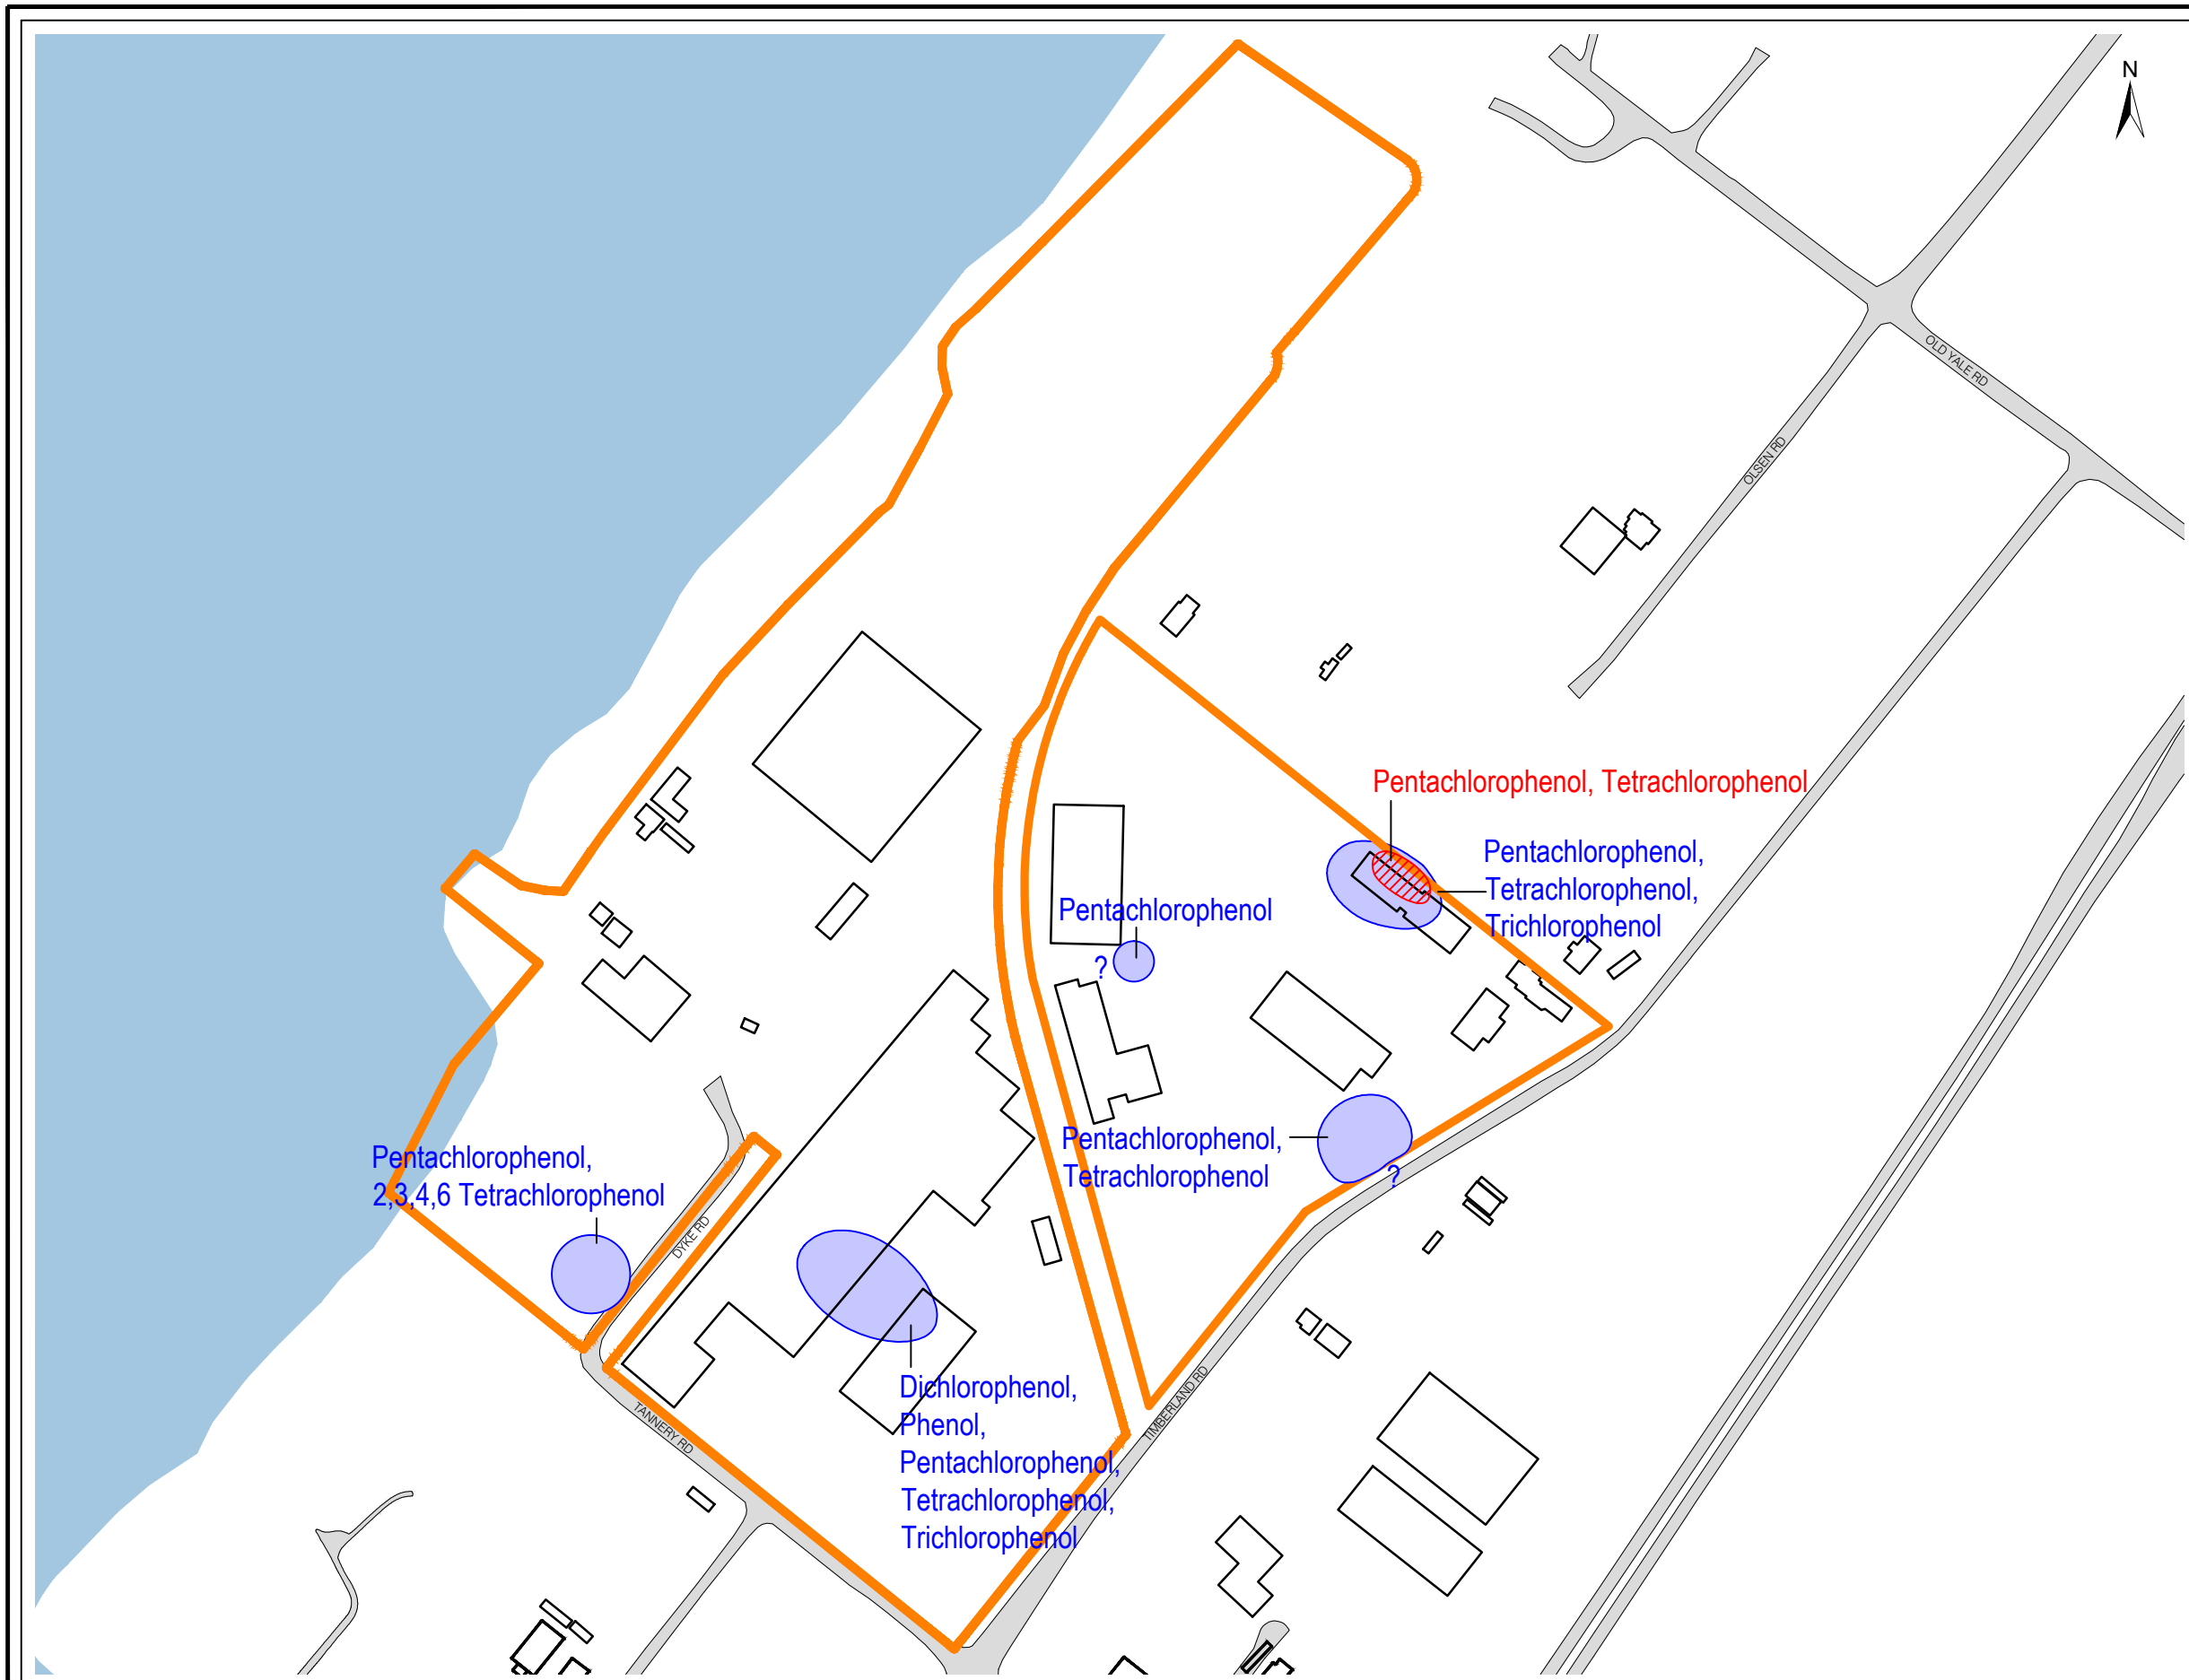 N
OLD YALE RD
OLSEN RD
Pentachlorophenol, Tetrachlorophenol
Pentachlorophenol,
Tetrachlorophenol,
Trichlorophenol
Pentachlorophenol
?
Pentachlorophenol,
Tetrachlorophenol
?
Pentachlorophenol,
2,3,4,6 Tetrachlorophenol
DYKE RD
TANNERY RD
TIMBERLAND RD
Dichlorophenol,
Phenol,
Pentachlorophenol,
Tetrachlorophenol,
Trichlorophenol